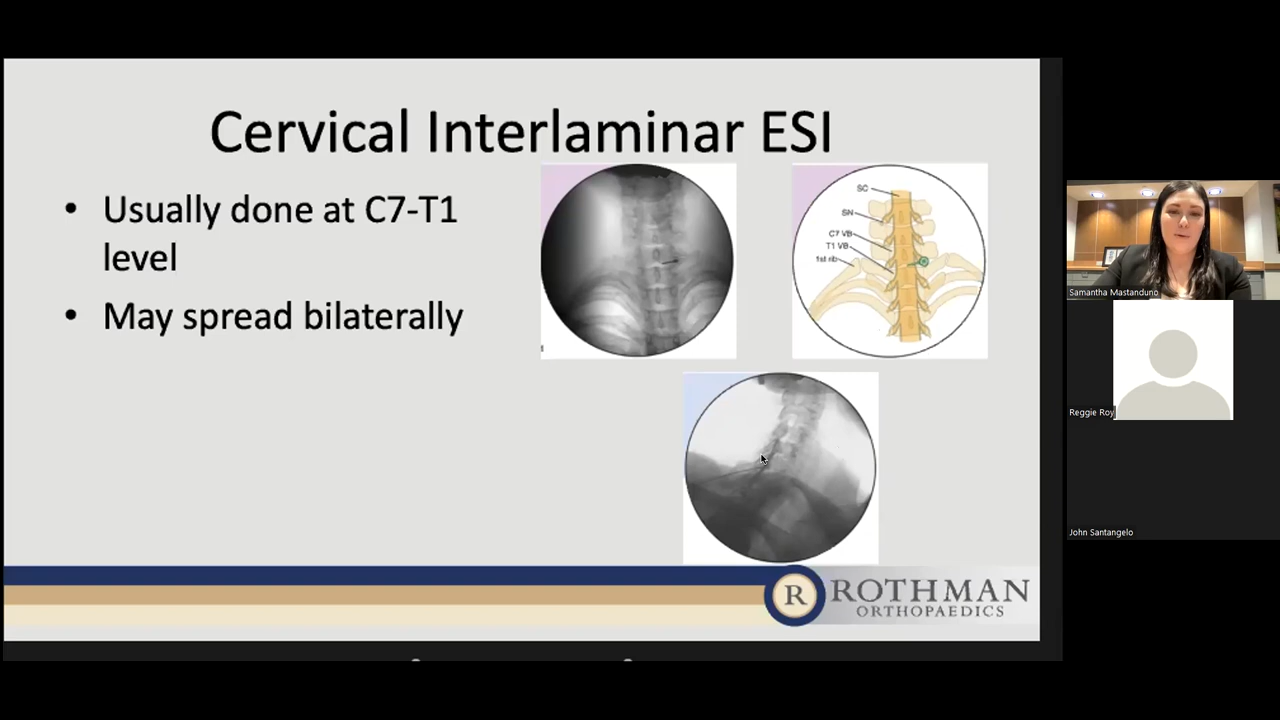 Cervical Interlaminar ESI
• Usually done at C7-T1
level
• May spread bilaterally
SC
SN
C7 VB
T1 VB
1st rib
R
ROTHMAN
ORTHOPAEDICS
Samantha Mastanduno
Reggie Roy
John Santangelo